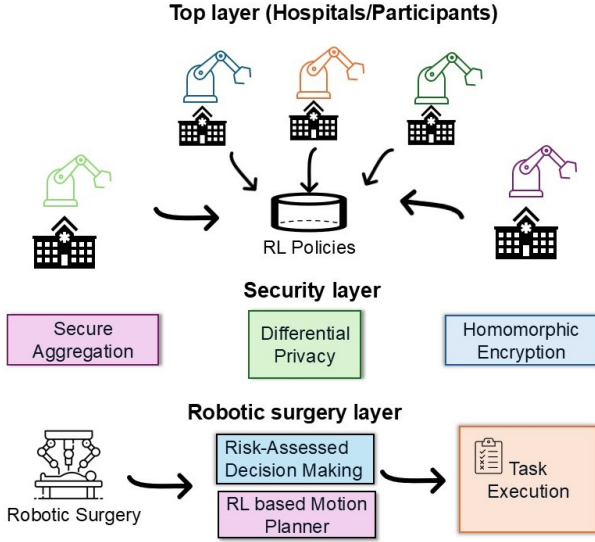 Top layer (Hospitals/Participants)
RL Policies
Security layer
Secure
Aggregation
Differential
Privacy
Homomorphic
Encryption
Robotic surgery layer
Robotic Surgery
Risk-Assessed
Decision Making
RL based Motion
Planner
Task
Execution